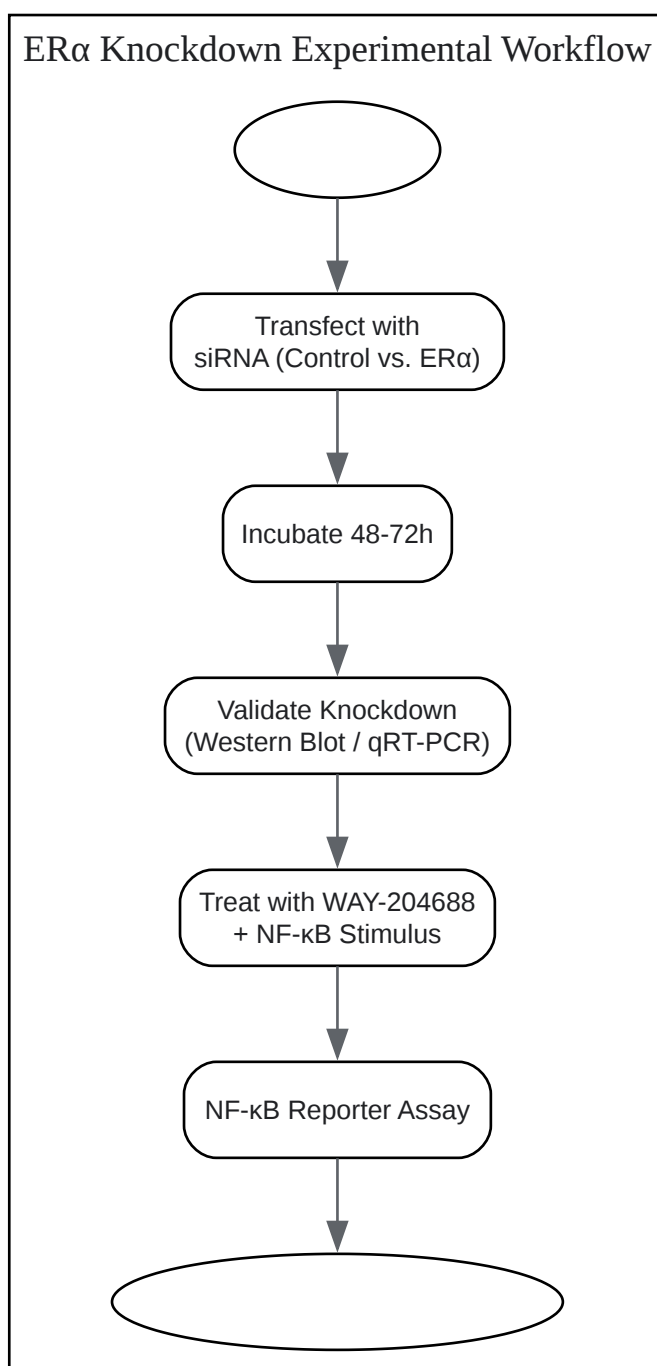 ERα Knockdown Experimental Workflow
Transfect with
siRNA (Control vs. ERα)
Incubate 48-72h
Validate Knockdown
(Western Blot / qRT-PCR)
Treat with WAY-204688
+ NF-κB Stimulus
NF-κB Reporter Assay